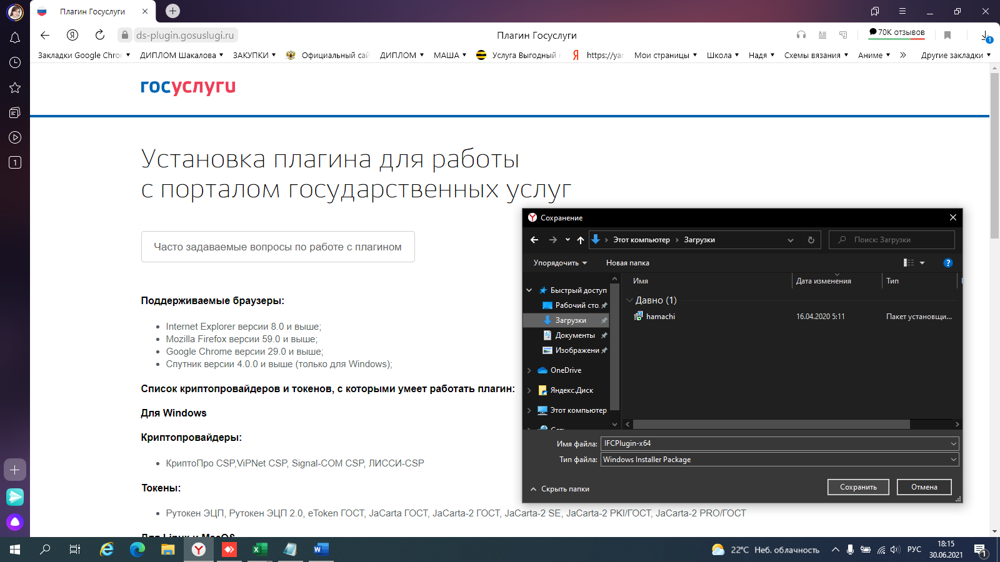 Плагин Госуслуги
ds-plugin.gosuslugi.ru
Плагин Госуслуги
70K отзывов
1
Закладки Google Chro
ДИПЛОМ Шакалова
ЗАКУПКИ
Официальный сай
ДИПЛОМ
МАША
Услуга Выгодный
https://yan
Мои страницы
Школа
Надя
Схемы вязания
Аниме
Другие закладки
1
госуслуги
Установка плагина для работы
с порталом государственных услуг
Часто задаваемые вопросы по работе с плагином
Поддерживаемые браузеры:
Internet Explorer версии 8.0 и выше;
Mozilla Firefox версии 59.0 и выше;
Google Chrome версии 29.0 и выше;
Спутник версии 4.0.0 и выше (только для Windows);
Список криптопровайдеров и токенов, с которыми умеет работать плагин:
Для Windows
Криптопровайдеры:
КриптоПро CSP,ViPNet CSP, Signal-COM CSP, ЛИССИ-CSP
Токены:
Рутокен ЭЦП, Рутокен ЭЦП 2.0, eToken ГОСТ, JaCarta ГОСТ, JaCarta-2 ГОСТ, JaCarta-2 SE, JaCarta-2 PKI/ГОСТ, JaCarta-2 PRO/ГОСТ
Для Linux и MacOS
Сохранение
Этот компьютер › Загрузки
Поиск: Загрузки
Упорядочить
Новая папка
?
Быстрый доступ
Рабочий сто.
Загрузки
Документы
Изображени
OneDrive
Яндекс.Диск
Этот компьютер
Сеть
Имя
Дата изменения
Тип
Давно (1)
hamachi
16.04.2020 5:11
Пакет установщи...
Имя файла: IFCPlugin-x64
Тип файла: Windows Installer Package
Скрыть папки
Сохранить
Отмена
22°C Неб. облачность
РУС
18:15
30.06.2021
1